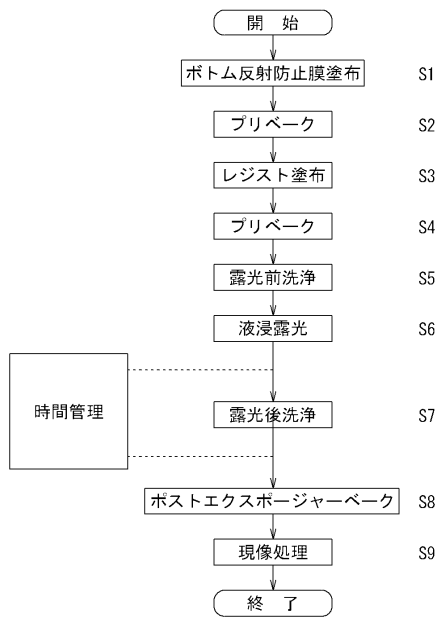 開 始
ボトム反射防止膜塗布 S1
プリベーク S2
レジスト塗布 S3
プリベーク S4
露光前洗浄 S5
液浸露光 S6
時間管理
露光後洗浄 S7
ポストエクスポージャーベーク S8
現像処理 S9
終 了